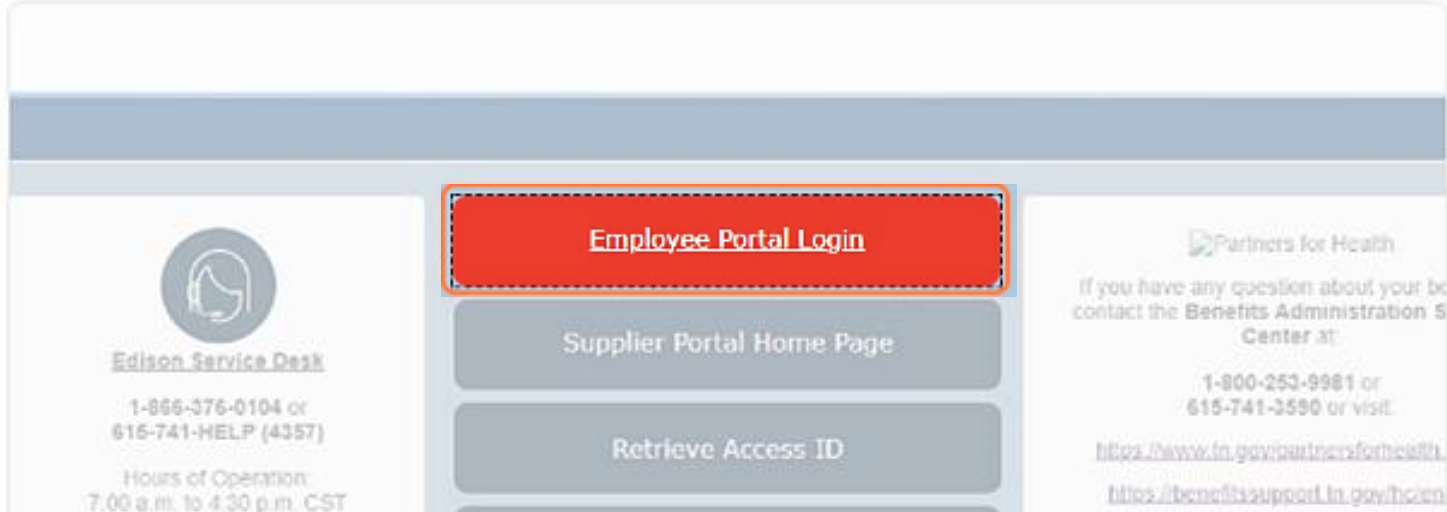 Employee Portal Login
Supplier Portal Home Page
Retrieve Access ID
Edison Service Desk
1-866-376-0104 or
615-741-HELP (4357)
Hours of Operation:
7:00 a.m. to 4:30 p.m. CST
Partners for Health
If you have any question about your be
contact the Benefits Administration S
Center at:
1-800-253-9981 or
615-741-3590 or visit:
https://www.tn.gov/partnersforhealth.
https://benefitssupport.tn.gov/hc/en